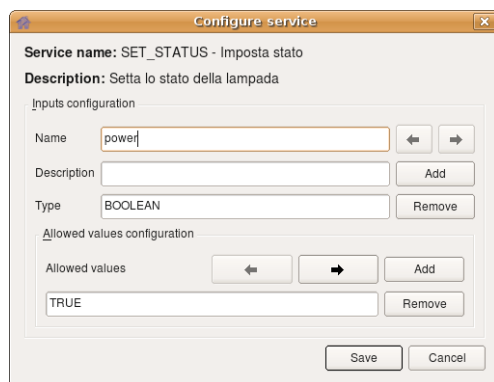 Configure service
Service name: SET_STATUS - Imposta stato
Description: Setta lo stato della lampada
Inputs configuration
Name power
Description Add
Type BOOLEAN Remove
Allowed values configuration
Allowed values Add
TRUE Remove
Save Cancel